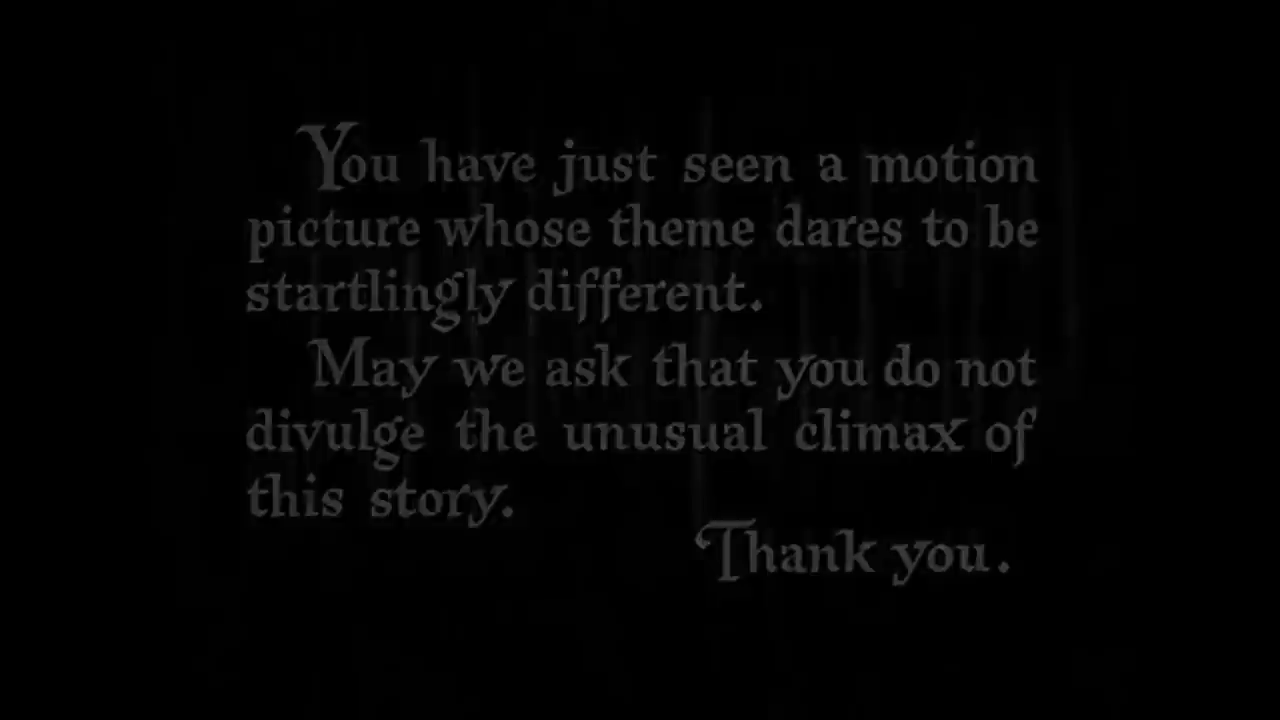 You have just seen a motion
picture whose theme dares to be
startlingly different.
May we ask that you do not
divulge the unusual climax of
this story.
Thank you.